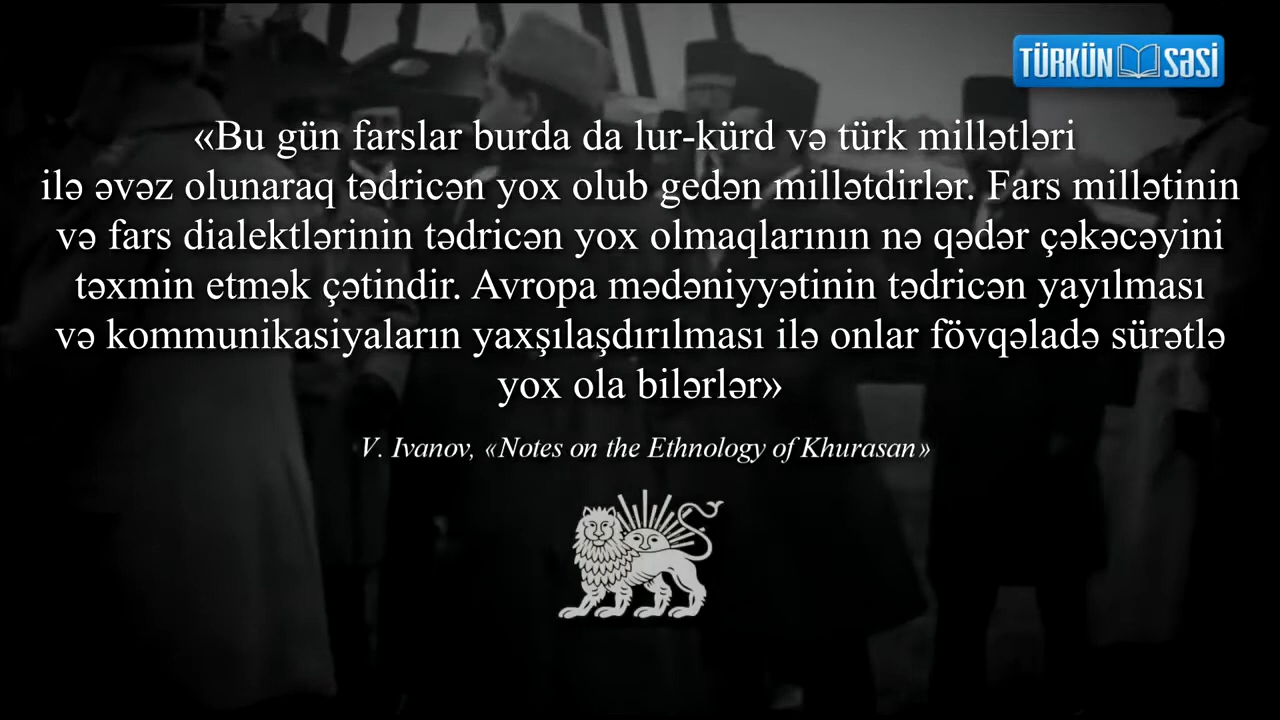 TÜRKÜN SəSi
«Bu gün farslar burda da lur-kürd və türk millətləri
ilə əvəz olunaraq tədricən yox olub gedən millətdirlər. Fars millətinin
və fars dialektlərinin tədricən yox olmaqlarının nə qədər çəkəcəyini
təxmin etmək çətindir. Avropa mədəniyyətinin tədricən yayılması
və kommunikasiyaların yaxşılaşdırılması ilə onlar fövqəladə sürətlə
yox ola bilərlər»
V. Ivanov, «Notes on the Ethnology of Khurasan»